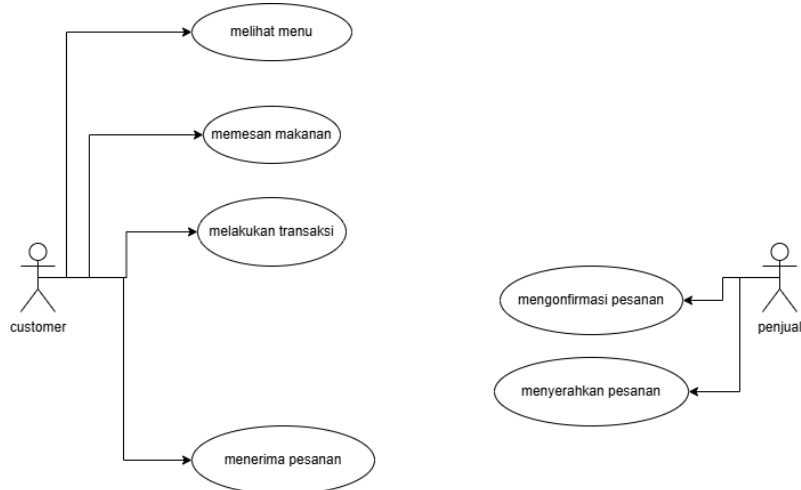 melihat menu
memesan makanan
melakukan transaksi
customer
mengonfirmasi pesanan
penjual
menyerahkan pesanan
menerima pesanan